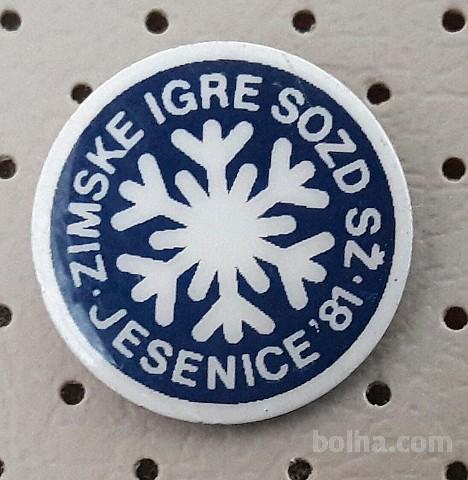 ·ZIMSKE IGRE SOZD SŽ·
JESENICE '81
bolha.com